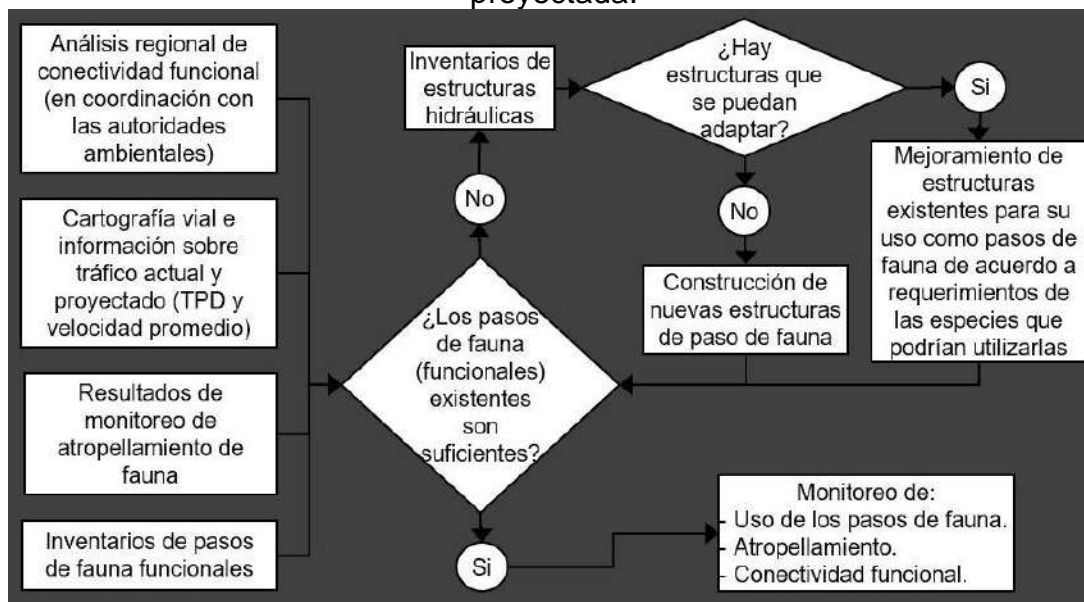 proyectada.
Análisis regional de
conectividad funcional
(en coordinación con
las autoridades
ambientales)
Cartografía vial e
información sobre
tráfico actual y
proyectado (TPD y
velocidad promedio)
Resultados de
monitoreo de
atropellamiento de
fauna
Inventarios de pasos
de fauna funcionales
¿Los pasos
de fauna
(funcionales)
existentes
son
suficientes?
No
Inventarios de
estructuras
hidráulicas
¿Hay
estructuras que
se puedan
adaptar?
Si
Mejoramiento de
estructuras
existentes para su
uso como pasos de
fauna de acuerdo a
requerimientos de
las especies que
podrían utilizarlas
No
Construcción de
nuevas estructuras
de paso de fauna
Si
Monitoreo de:
- Uso de los pasos de fauna.
- Atropellamiento.
- Conectividad funcional.